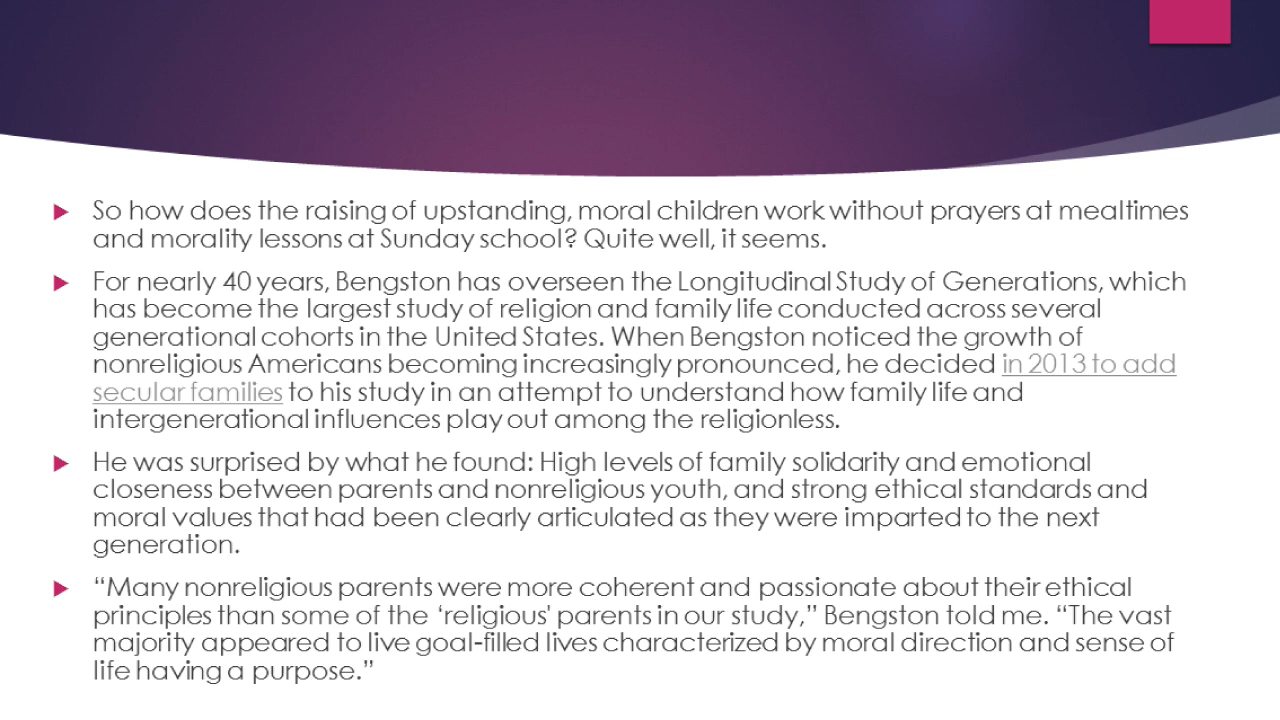 So how does the raising of upstanding, moral children work without prayers at mealtimes
and morality lessons at Sunday school? Quite well, it seems.
For nearly 40 years, Bengston has overseen the Longitudinal Study of Generations, which
has become the largest study of religion and family life conducted across several
generational cohorts in the United States. When Bengston noticed the growth of
nonreligious Americans becoming increasingly pronounced, he decided in 2013 to add
secular families to his study in an attempt to understand how family life and
intergenerational influences play out among the religionless.
He was surprised by what he found: High levels of family solidarity and emotional
closeness between parents and nonreligious youth, and strong ethical standards and
moral values that had been clearly articulated as they were imparted to the next
generation.
“Many nonreligious parents were more coherent and passionate about their ethical
principles than some of the ‘religious' parents in our study,” Bengston told me. “The vast
majority appeared to live goal-filled lives characterized by moral direction and sense of
life having a purpose.”